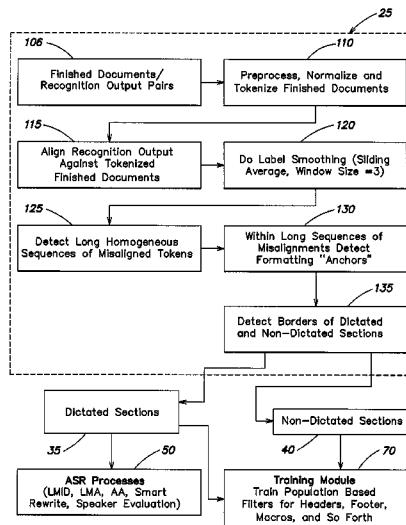 25
106
110
Finished Documents/
Recognition Output
Pairs
Preprocess, Normalize and
Tokenize Finished Documents
115
120
Align Recognition Output
Against Tokenized
Finished Documents
Do Label Smoothing (Sliding
Average, Window Size =3)
125
130
Detect Long Homogeneous
Sequences of Misaligned Tokens
Within Long Sequences of
Misalignments Detect
Formatting "Anchors"
135
Detect Borders of Dictated
and Non-Dictated Sections
Dictated Sections
Non-Dictated Sections
35
50
40
70
ASR Processes
(LMID, LMA, AA, Smart
Rewrite, Speaker Evaluation)
Training Module
Train Population Based
Filters for Headers, Footer,
Macros, and So Forth